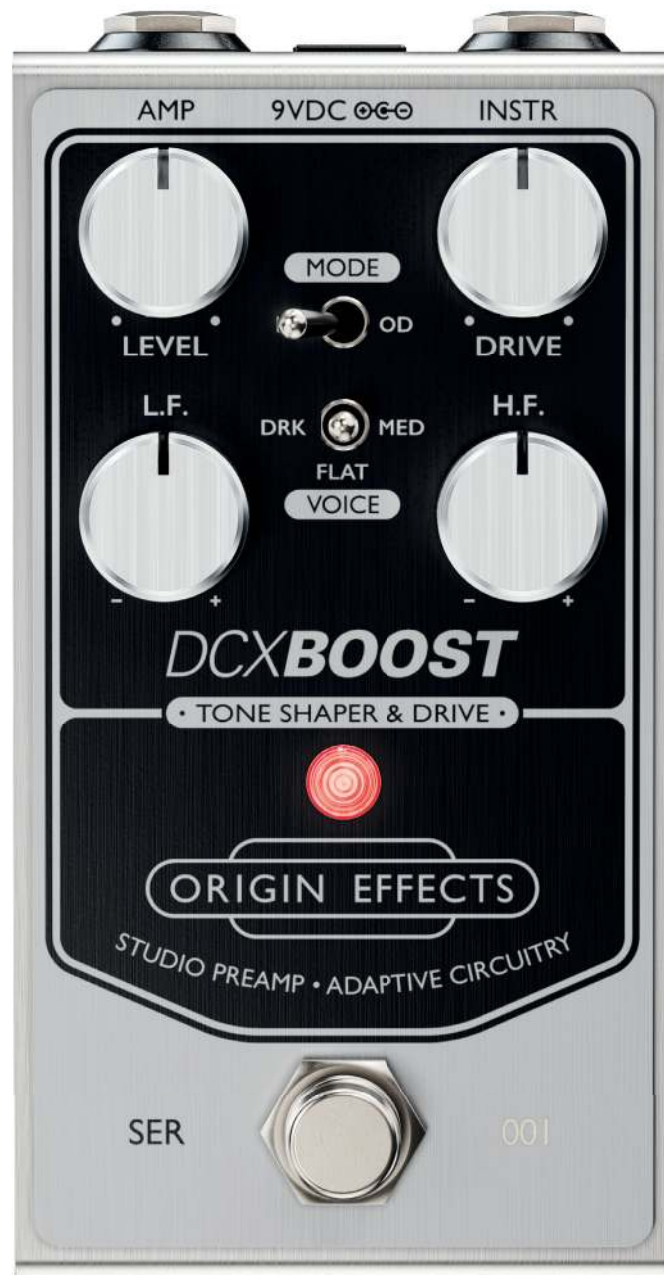 AMP 9VDC INSTR
MODE
OD
LEVEL DRIVE
L.F. H.F.
DRK MED
FLAT
VOICE
- + - +
DCXBOOST
· TONE SHAPER & DRIVE ·
ORIGIN EFFECTS
STUDIO PREAMP • ADAPTIVE CIRCUITRY
SER 001